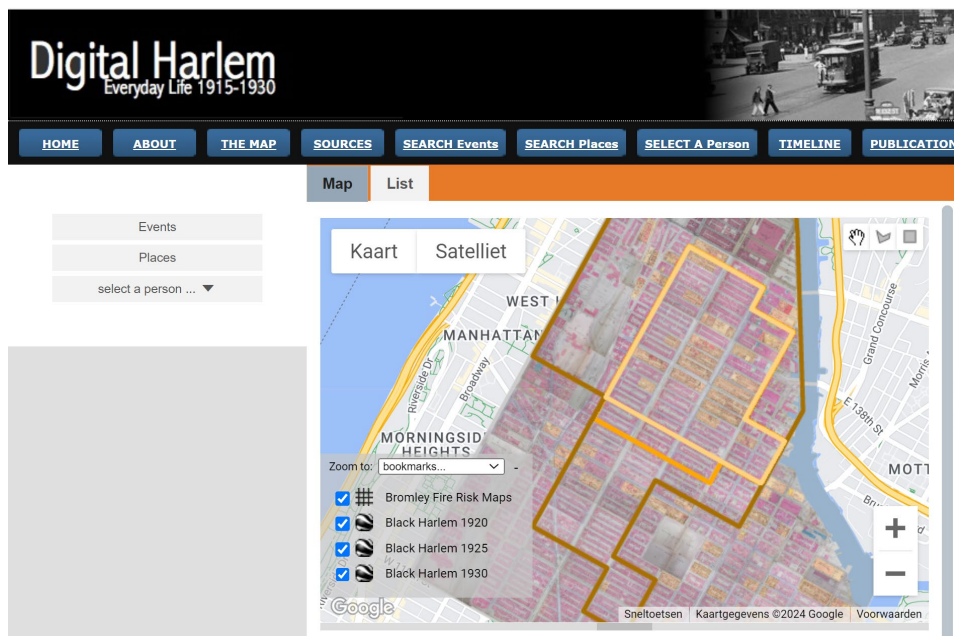 Digital Harlem
Everyday Life 1915-1930
HOME
ABOUT
THE MAP
SOURCES
SEARCH Events
SEARCH Places
SELECT A Person
TIMELINE
PUBLICATION
Map
List
Events
Places
select a person ...
Kaart
Satelliet
WEST
MANHATTAN
Riverside Dr
Broadway
MORNINGSID
HEIGHTS
Grand Concourse
Morris
E 138th St
MOTT
Zoom to:
bookmarks...
-
Bromley Fire Risk Maps
Black Harlem 1920
Black Harlem 1925
Black Harlem 1930
+
−
Google
Sneltoetsen
Kaartgegevens ©2024 Google
Voorwaarden